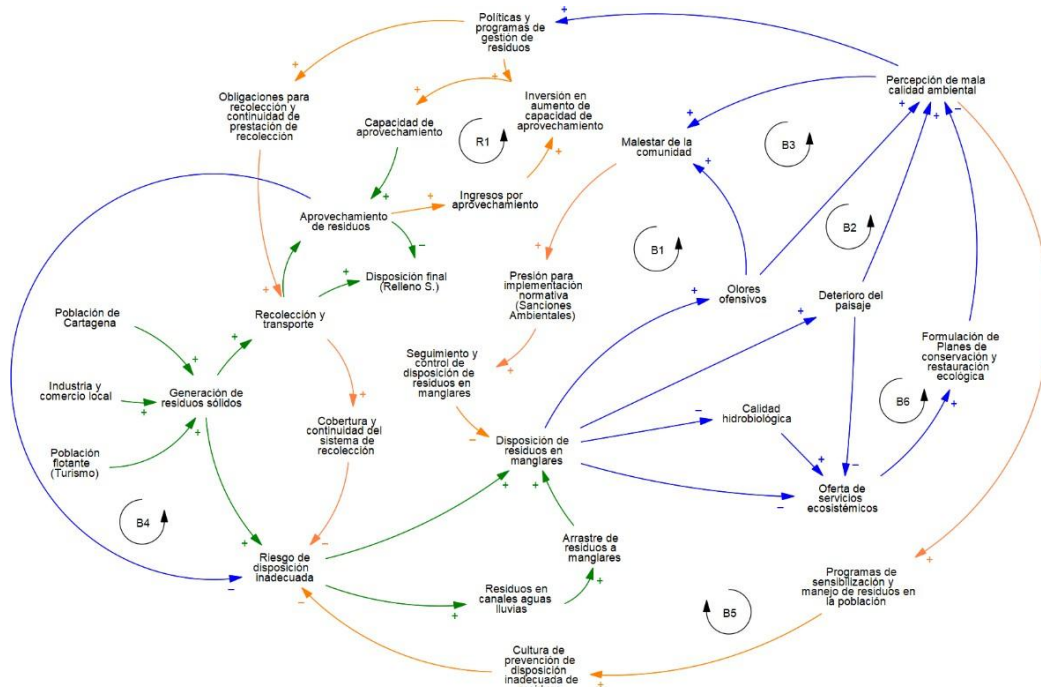 Políticas y
programas de
gestión de
residuos
Percepción de mala
calidad ambiental
Obligaciones para
recolección y
continuidad de
prestación de
recolección
Inversión en
aumento de
capacidad de
aprovechamiento
Capacidad de
aprovechamiento
R1
B3
Malestar de la
comunidad
Ingresos por
aprovechamiento
Aprovechamiento
de residuos
B2
B1
Disposición final
(Relleno S.)
Presión para
implementación
normativa
(Sanciones
Ambientales)
Olores
ofensivos
Deterioro del
paisaje
Población de
Cartagena
Recolección y
transporte
Formulación de
Planes de
conservación y
restauración
ecológica
Seguimiento y
control de
disposición de
residuos en
manglares
Industria y
comercio local
Generación de
residuos sólidos
Calidad
hidrobiológica
B6
Cobertura y
continuidad del
sistema de
recolección
Disposición de
residuos en
manglares
Población
flotante
(Turismo)
Oferta de
servicios
ecosistémicos
B4
Arrastre de
residuos a
manglares
Riesgo de
disposición
inadecuada
Programas de
sensibilización y
manejo de residuos en
la población
Residuos en
canales aguas
lluvias
B5
Cultura de
prevención de
disposición
inadecuada de